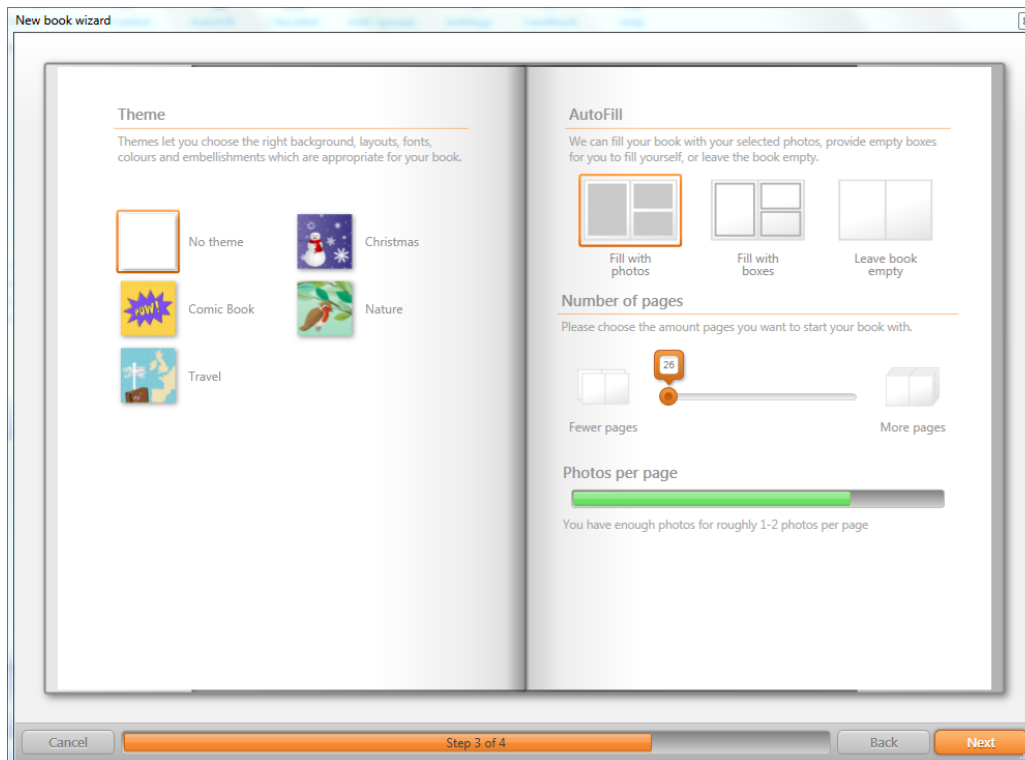 New book wizard
Theme
Themes let you choose the right background, layouts, fonts,
colours and embellishments which are appropriate for your book.
No theme
Christmas
POW!
Comic Book
Nature
Travel
AutoFill
We can fill your book with your selected photos, provide empty boxes
for you to fill yourself, or leave the book empty.
Fill with
photos
Fill with
boxes
Leave book
empty
Number of pages
Please choose the amount pages you want to start your book with.
26
Fewer pages
More pages
Photos per page
You have enough photos for roughly 1-2 photos per page
Cancel
Step 3 of 4
Back
Next